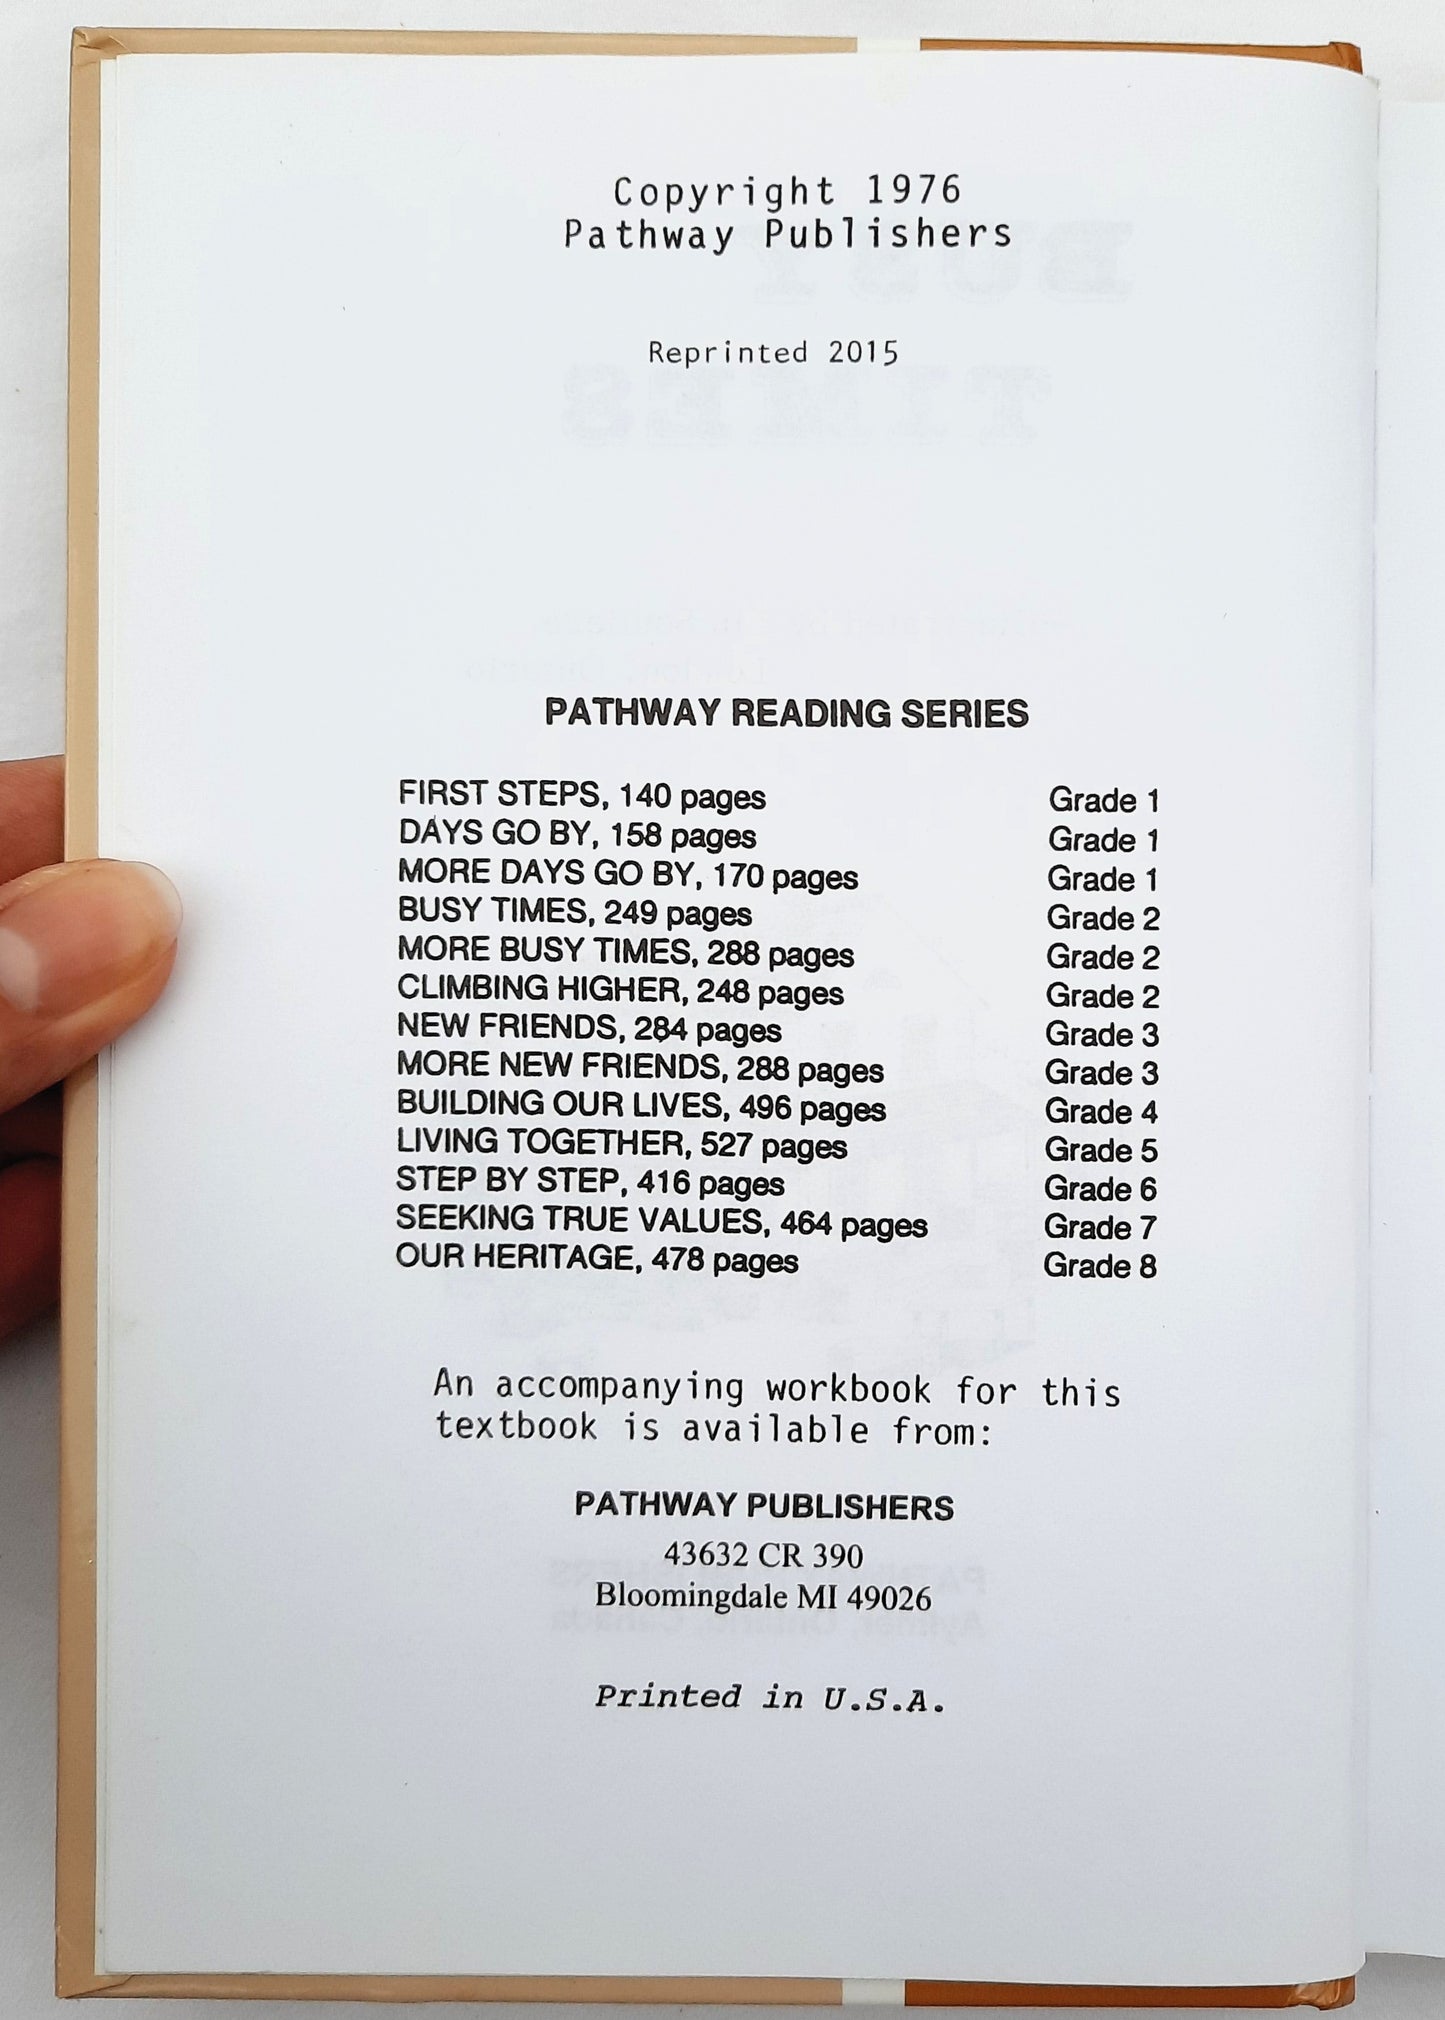 Copyright 1976
Pathway Publishers
Reprinted 2015
PATHWAY READING SERIES
FIRST STEPS, 140 pages Grade 1
DAYS GO BY, 158 pages Grade 1
MORE DAYS GO BY, 170 pages Grade 1
BUSY TIMES, 249 pages Grade 2
MORE BUSY TIMES, 288 pages Grade 2
CLIMBING HIGHER, 248 pages Grade 2
NEW FRIENDS, 284 pages Grade 3
MORE NEW FRIENDS, 288 pages Grade 3
BUILDING OUR LIVES, 496 pages Grade 4
LIVING TOGETHER, 527 pages Grade 5
STEP BY STEP, 416 pages Grade 6
SEEKING TRUE VALUES, 464 pages Grade 7
OUR HERITAGE, 478 pages Grade 8
An accompanying workbook for this
textbook is available from:
PATHWAY PUBLISHERS
43632 CR 390
Bloomingdale MI 49026
Printed in U.S.A.